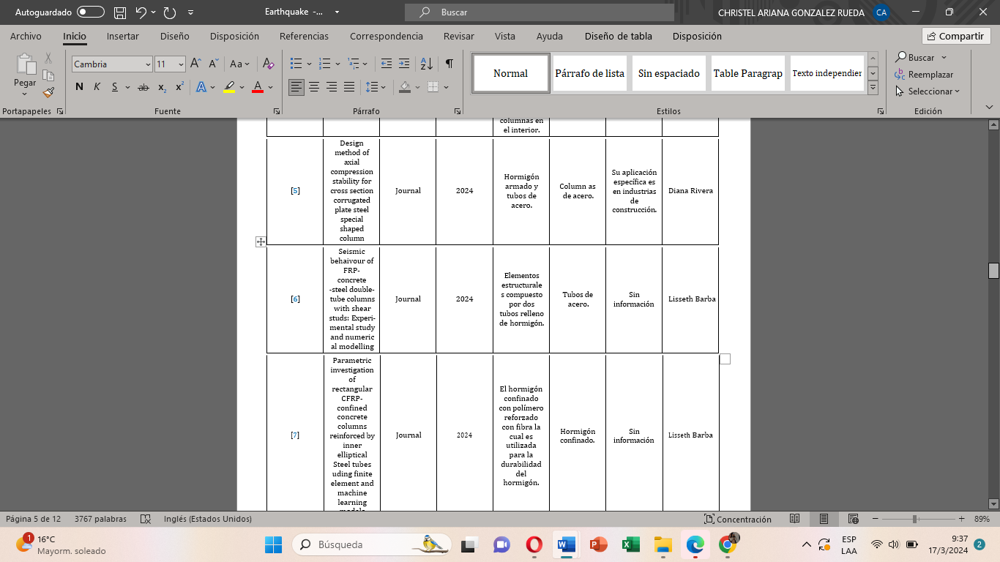 Autoguardado
Earthquake -...
Buscar
CHRISTEL ARIANA GONZALEZ RUEDA
CA
Archivo
Inicio
Insertar
Diseño
Disposición
Referencias
Correspondencia
Revisar
Vista
Ayuda
Diseño de tabla
Disposición
Compartir
Pegar
Cambria
11
Aa
N K S ab x₂ x²
A
A
Normal
Párrafo de lista
Sin espaciado
Table Paragrap
Texto independien
Buscar
Reemplazar
Seleccionar
Portapapeles
Fuente
Párrafo
Estilos
Edición
columnas en
el interior.
[5]
Design
method of
axial
compression
stability for
cross section
corrugated
plate steel
special
shaped
column
Journal
2024
Hormigón
armado y
tubos de
acero.
Column as
de acero.
Su aplicación
específica es
en industrias
de
construcción.
Diana Rivera
[6]
Seismic
behaivour of
FRP-
concrete
-steel double-
tube columns
with shear
studs: Experi-
mental study
and numeric
al modelling
Journal
2024
Elementos
estructurale
s compuesto
por dos
tubos relleno
de hormigón.
Tubos de
acero.
Sin
información
Lisseth Barba
[7]
Parametric
investigation
of
rectangular
CFRP-
confined
concrete
columns
reinforced by
inner
elliptical
Steel tubes
uding finite
element and
machine
learning
models
Journal
2024
El hormigón
confinado
con polímero
reforzado
con fibra la
cual es
utilizada
para la
durabilidad
del
hormigón.
Hormigón
confinado.
Sin
información
Lisseth Barba
Página 5 de 12
3767 palabras
Inglés (Estados Unidos)
Concentración
89%
1
16°C
Mayorm. soleado
Búsqueda
ESP
LAA
9:37
17/3/2024
2